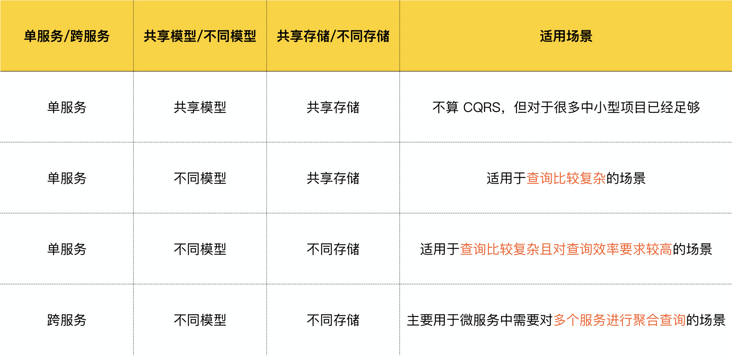 单服务/跨服务 共享模型/不同模型 共享存储/不同存储 适用场景
单服务 共享模型 共享存储 不算 CQRS，但对于很多中小型项目已经足够
单服务 不同模型 共享存储 适用于查询比较复杂的场景
单服务 不同模型 不同存储 适用于查询比较复杂且对查询效率要求较高的场景
跨服务 不同模型 不同存储 主要用于微服务中需要对多个服务进行聚合查询的场景